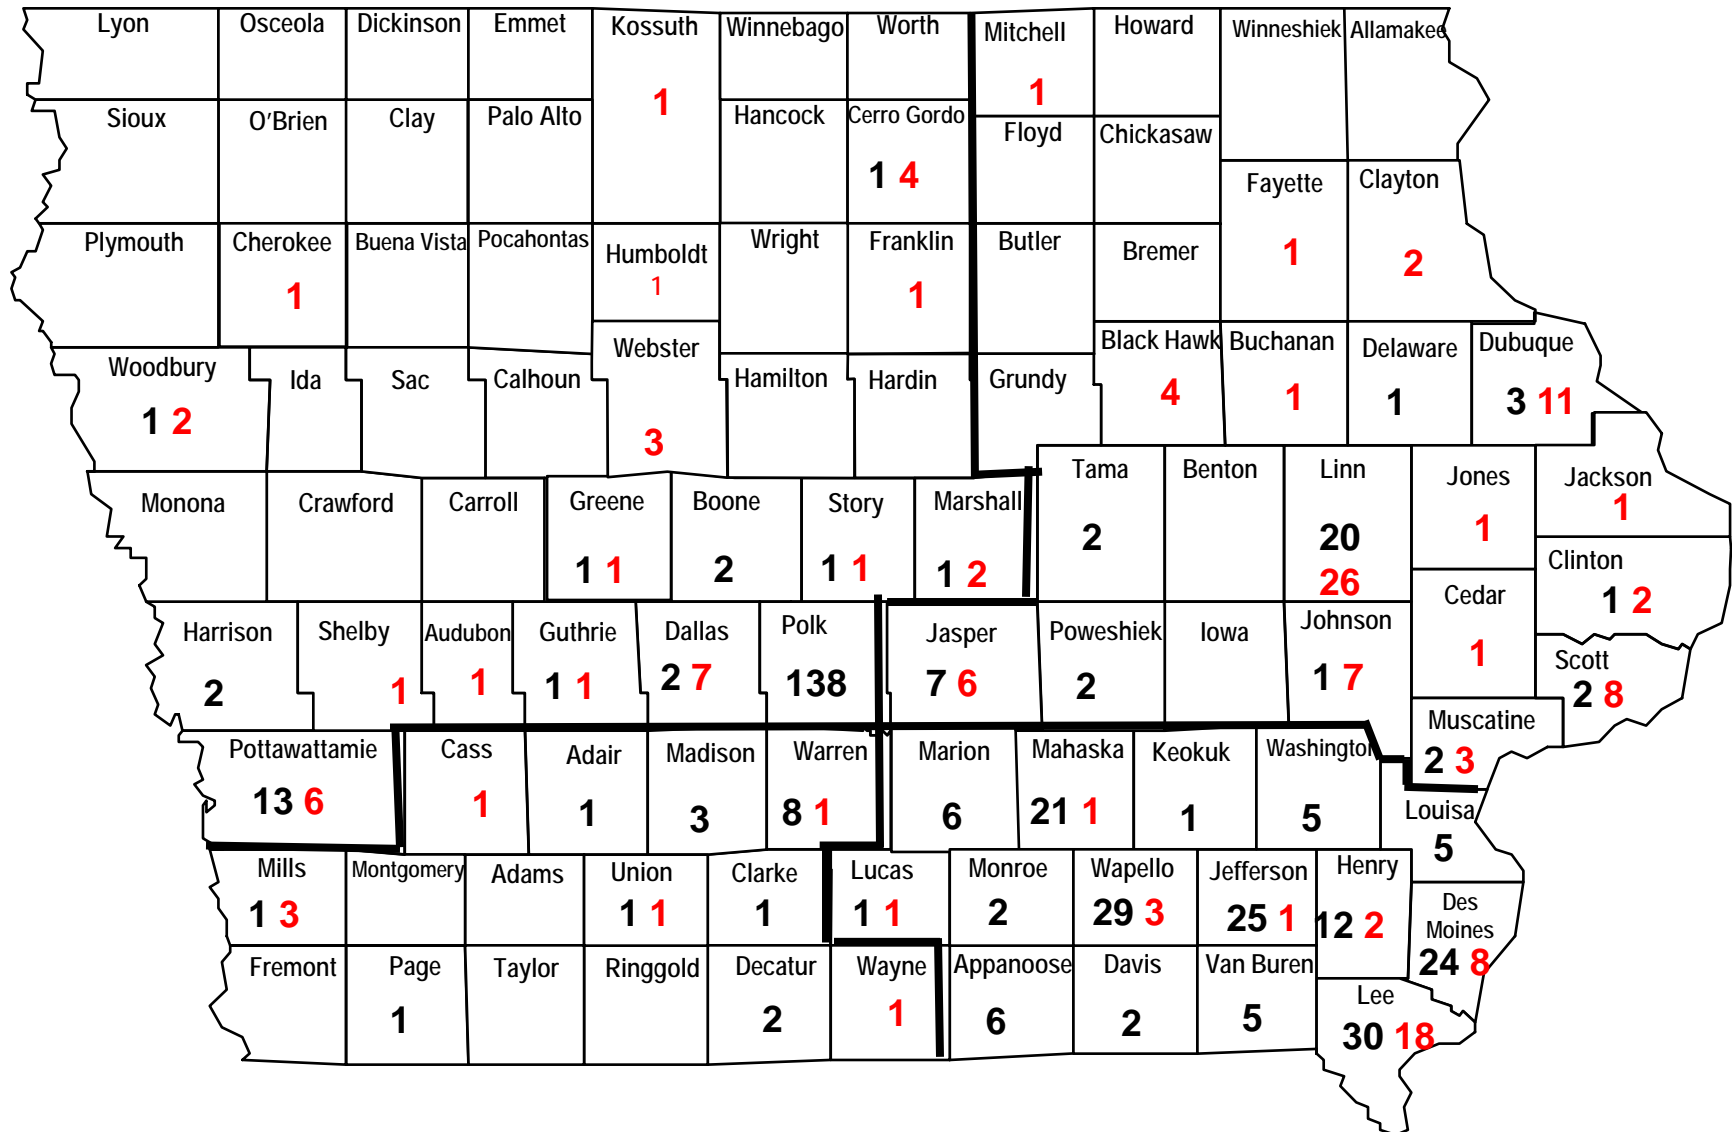 Lyon Osceola Dickinson Emmet Kossuth Winnebago Worth Mitchell Howard Winneshiek Allamakee
1 1
Sioux O'Brien Clay Palo Alto Hancock Cerro Gordo Floyd Chickasaw
1 4
Fayette Clayton
1 2
Plymouth Cherokee Buena Vista Pocahontas Humboldt Wright Franklin Butler Bremer
1 1 1
Woodbury Ida Sac Calhoun Webster Hamilton Hardin Grundy Black Hawk Buchanan Delaware Dubuque
1 2 3 4 1 1 3 11
Monona Crawford Carroll Greene Boone Story Marshall Tama Benton Linn Jones Jackson
1 1 2 1 1 1 2 2 20 1 1
26
Clinton
1 2
Harrison Shelby Audubon Guthrie Dallas Polk Jasper Poweshiek Iowa Johnson Cedar Scott
2 1 1 1 1 2 7 138 7 6 2 1 7 1 2 8
Pottawattamie Cass Adair Madison Warren Marion Mahaska Keokuk Washington Muscatine
13 6 1 1 3 8 1 6 21 1 1 5 2 3
Louisa
5
Mills Montgomery Adams Union Clarke Lucas Monroe Wapello Jefferson Henry Des
Moines
1 3 1 1 1 1 1 2 29 3 25 1 12 2 24 8
Fremont Page Taylor Ringgold Decatur Wayne Appanoose Davis Van Buren Lee
1 2 1 6 2 5 30 18